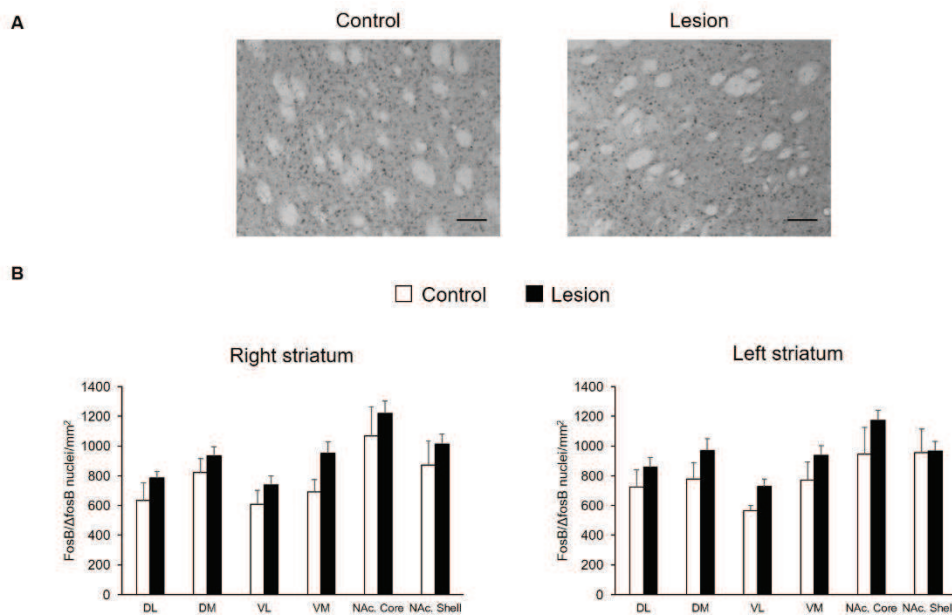 A
Control Lesion
B
Control Lesion
Right striatum
FosB/ΔfosB nuclei/mm²
1400
1200
1000
800
600
400
200
0
DL DM VL VM NAc. Core NAc. Shell
Left striatum
FosB/ΔfosB nuclei/mm²
1400
1200
1000
800
600
400
200
0
DL DM VL VM NAc. Core NAc. Shell